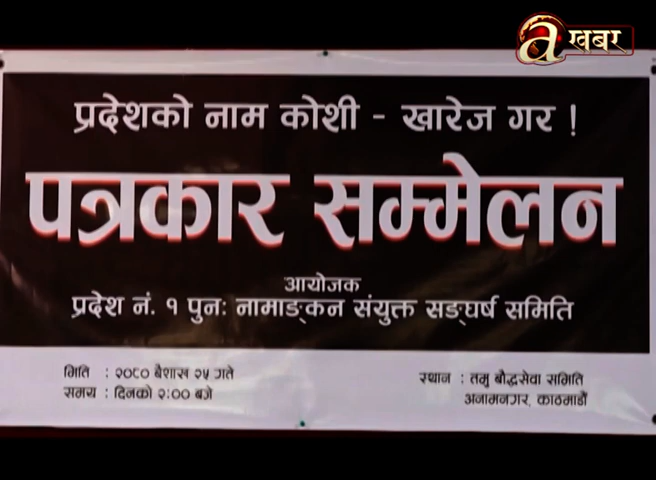 a खबर
प्रदेशको नाम कोशी - खारेज गर !
पत्रकार सम्मेलन
आयोजक
प्रदेश नं. १ पुनः नामाङ्कन संयुक्त सङ्घर्ष समिति
मिति : २०८० बैशाख २५ गते
समय : दिनको २:०० बजे
स्थान : तमु बौद्धसेवा समिति
अनामनगर, काठमाडौं